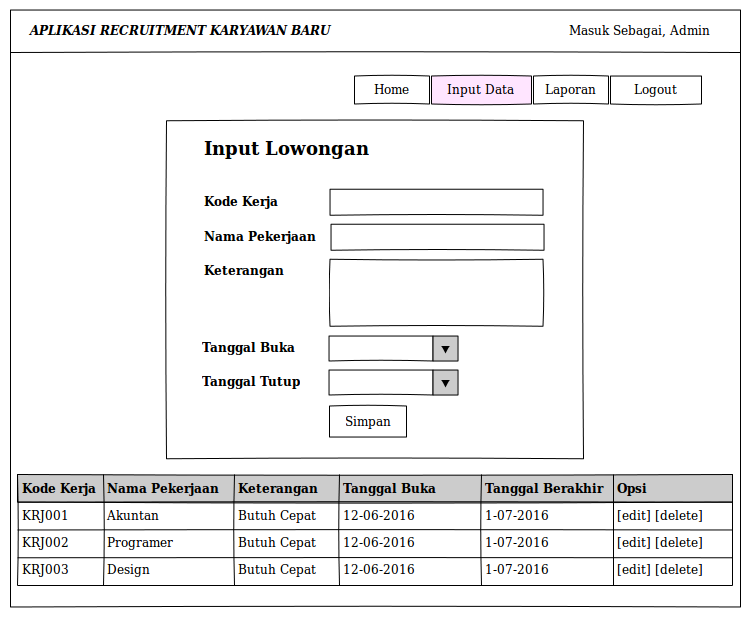 APLIKASI RECRUITMENT KARYAWAN BARU Masuk Sebagai, Admin
Home Input Data Laporan Logout
Input Lowongan
Kode Kerja
Nama Pekerjaan
Keterangan
Tanggal Buka
Tanggal Tutup
Simpan
Kode Kerja Nama Pekerjaan Keterangan Tanggal Buka Tanggal Berakhir Opsi
KRJ001 Akuntan Butuh Cepat 12-06-2016 1-07-2016 [edit] [delete]
KRJ002 Programer Butuh Cepat 12-06-2016 1-07-2016 [edit] [delete]
KRJ003 Design Butuh Cepat 12-06-2016 1-07-2016 [edit] [delete]